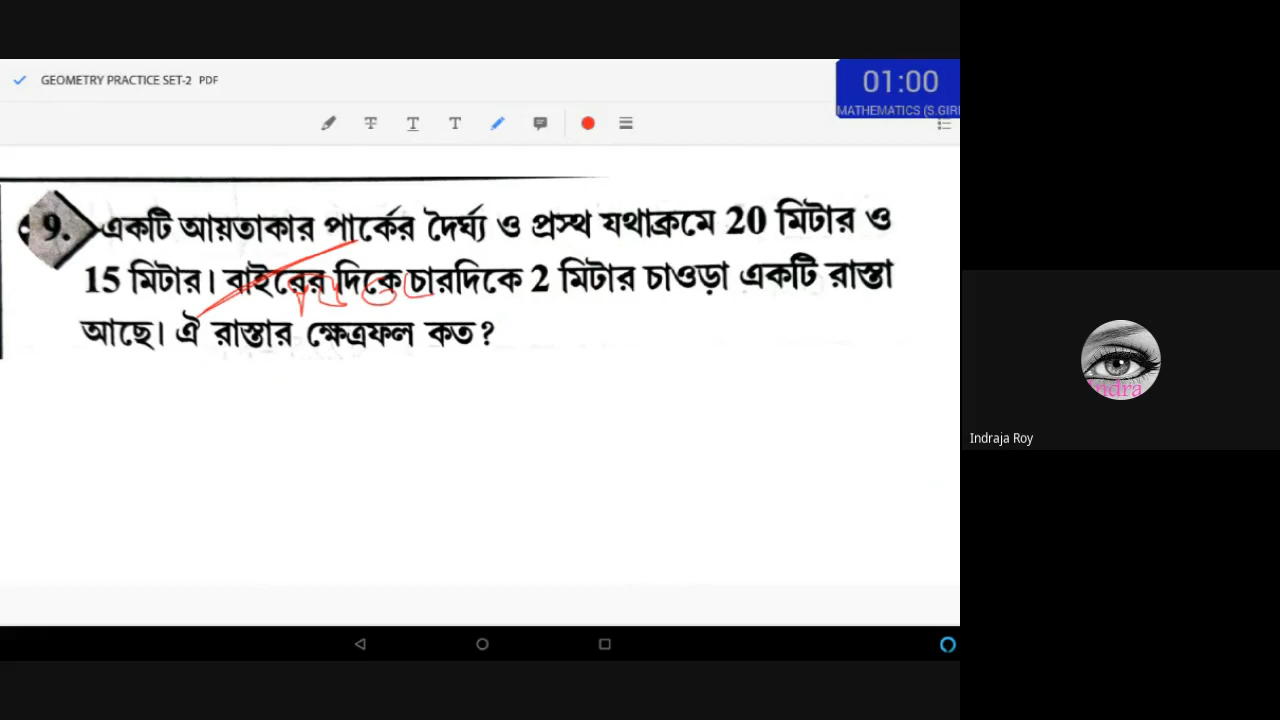 GEOMETRY PRACTICE SET-2 PDF
01:00
MATHEMATICS (S.GIRI
9. একটি আয়তাকার পার্কের দৈর্ঘ্য ও প্রস্থ যথাক্রমে 20 মিটার ও
15 মিটার। বাইরের দিকে চারদিকে 2 মিটার চাওড়া একটি রাস্তা
আছে। ঐ রাস্তার ক্ষেত্রফল কত?
Indra
Indraja Roy